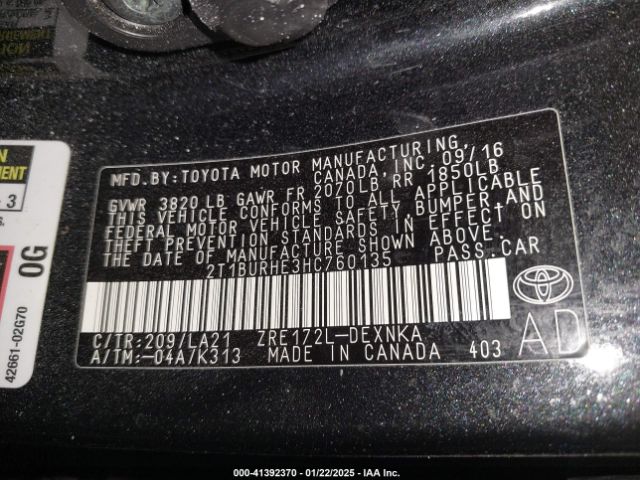 MFD.BY:TOYOTA MOTOR MANUFACTURING,
CANADA,INC. 09/16
GVWR 3820 LB GAWR FR 2070LB RR 1850LB
THIS VEHICLE CONFORMS TO ALL APPLICABLE
FEDERAL MOTOR VEHICLE SAFETY, BUMPER,AND
THEFT PREVENTION STANDARDS IN EFFECT ON
THE DATE OF MANUFACTURE SHOWN ABOVE.
2T1BURHE3HC760135 PASS.CAR
C/TR:209/LA21 ZRE172L-DEXNKA
A/TM:-04A/K313 MADE IN CANADA 403
AD
- 3
0G
42661-02G70
000-41392370 - 01/22/2025 - IAA Inc.